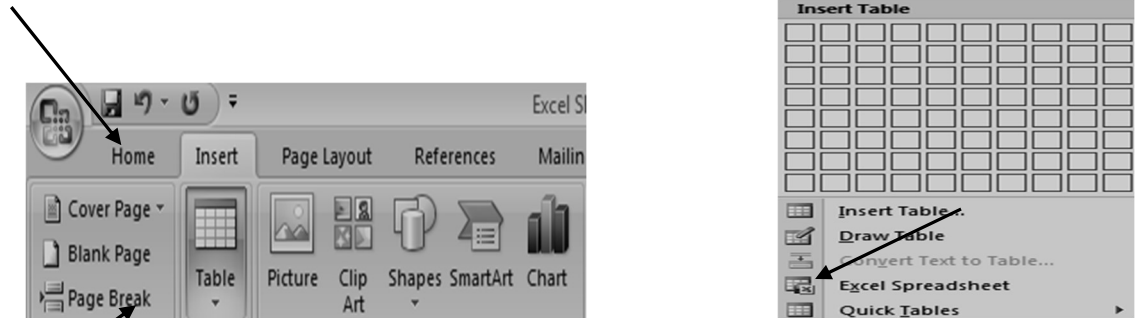 Excel S
Home Insert Page Layout References Mailin
Cover Page
Blank Page
Page Break
Table
Picture
Clip
Art
Shapes
SmartArt
Chart
Insert Table
Insert Table...
Draw Table
Convert Text to Table...
Excel Spreadsheet
Quick Tables